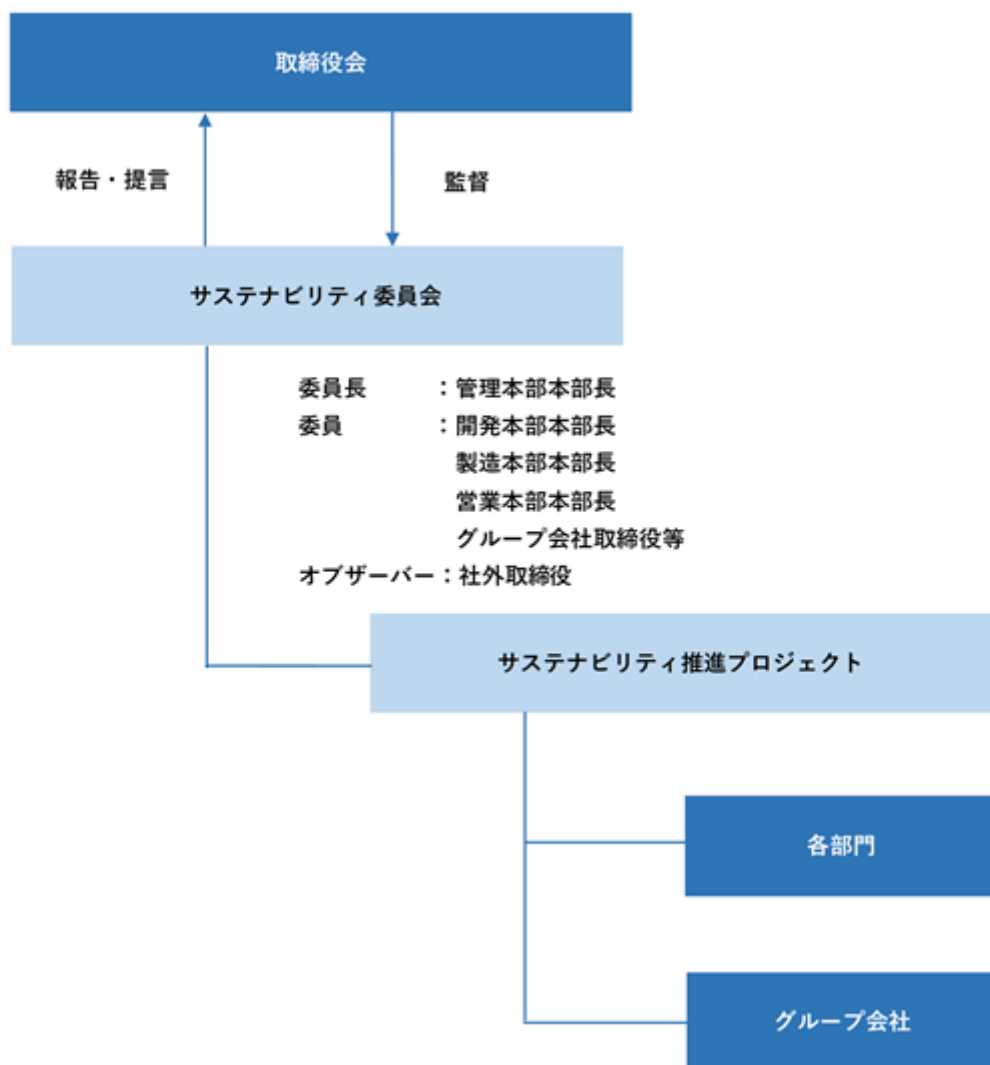 取締役会
報告・提言
監督
サステナビリティ委員会
委員長　　　：管理本部本部長
委員　　　　：開発本部本部長
製造本部本部長
営業本部本部長
グループ会社取締役等
オブザーバー：社外取締役
サステナビリティ推進プロジェクト
各部門
グループ会社